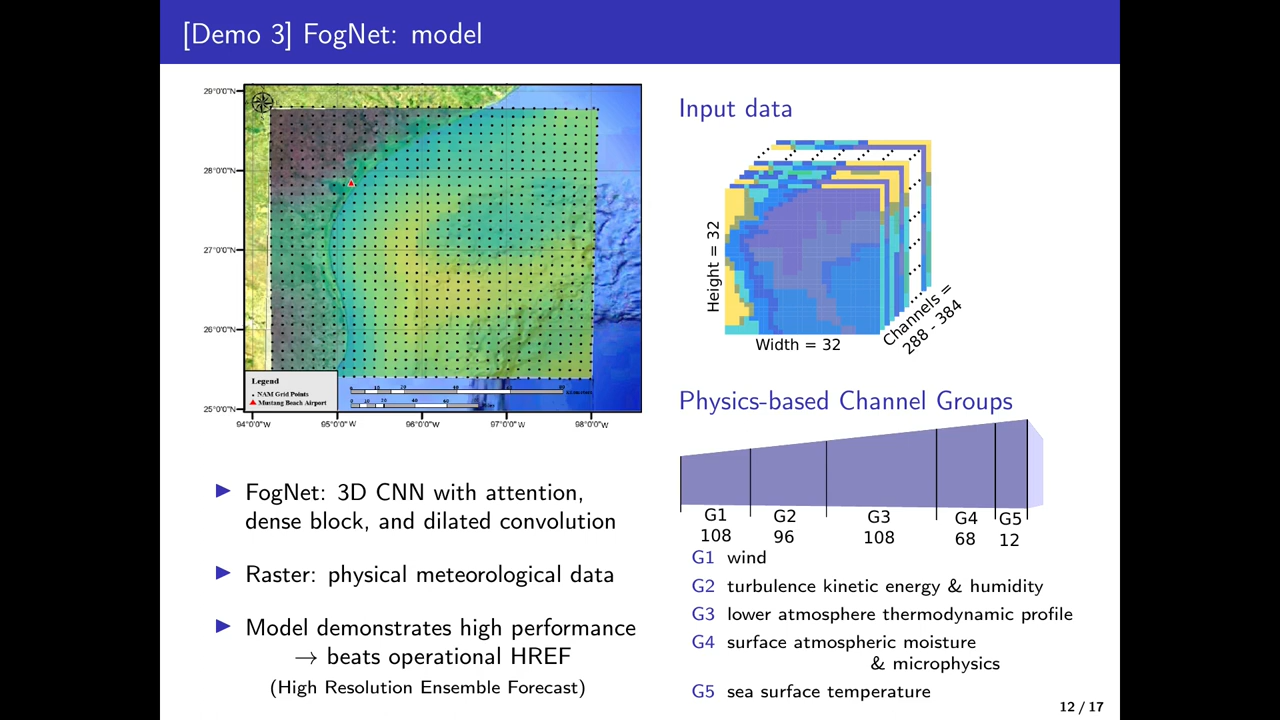 [Demo 3] FogNet: model
29°0'0"N
28°0'0"N
27°0'0"N
26°0'0"N
25°0'0"N
94°0'0"W
95°0'0"W
96°0'0"W
97°0'0"W
98°0'0"W
Legend
NAM Grid Points
Mustang Beach Airport
FogNet: 3D CNN with attention,
dense block, and dilated convolution
Raster: physical meteorological data
Model demonstrates high performance
→ beats operational HREF
(High Resolution Ensemble Forecast)
Input data
Height = 32
Width = 32
Channels =
288 - 384
Physics-based Channel Groups
G1 G2 G3 G4 G5
108 96 108 68 12
G1 wind
G2 turbulence kinetic energy & humidity
G3 lower atmosphere thermodynamic profile
G4 surface atmospheric moisture
& microphysics
G5 sea surface temperature
12 / 17